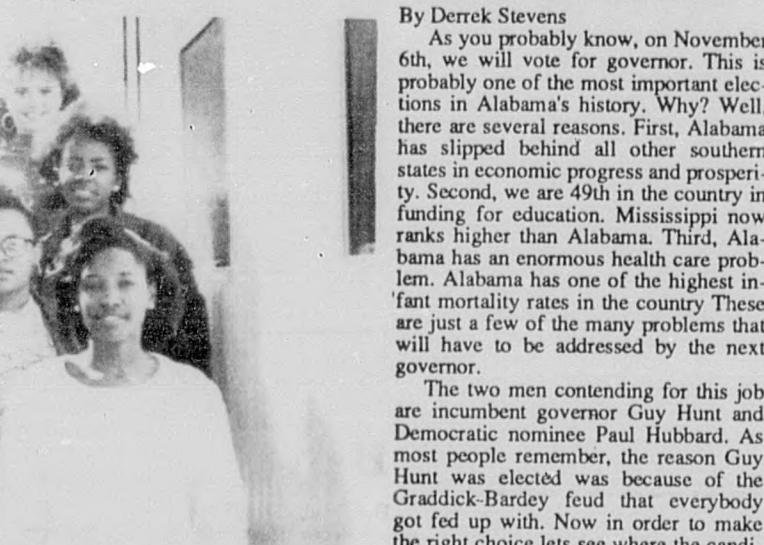 By Derrek Stevens
As you probably know, on November
6th, we will vote for governor. This is
probably one of the most important elec-
tions in Alabama's history. Why? Well,
there are several reasons. First, Alabama
has slipped behind all other southern
states in economic progress and prosperi-
ty. Second, we are 49th in the country in
funding for education. Mississippi now
ranks higher than Alabama. Third, Ala-
bama has an enormous health care prob-
lem. Alabama has one of the highest in-
fant mortality rates in the country These
are just a few of the many problems that
will have to be addressed by the next
governor.
The two men contending for this job
are incumbent governor Guy Hunt and
Democratic nominee Paul Hubbard. As
most people remember, the reason Guy
Hunt was elected was because of the
Graddick-Bardey feud that everybody
got fed up with. Now in order to make
the right choice lets see where the candi-